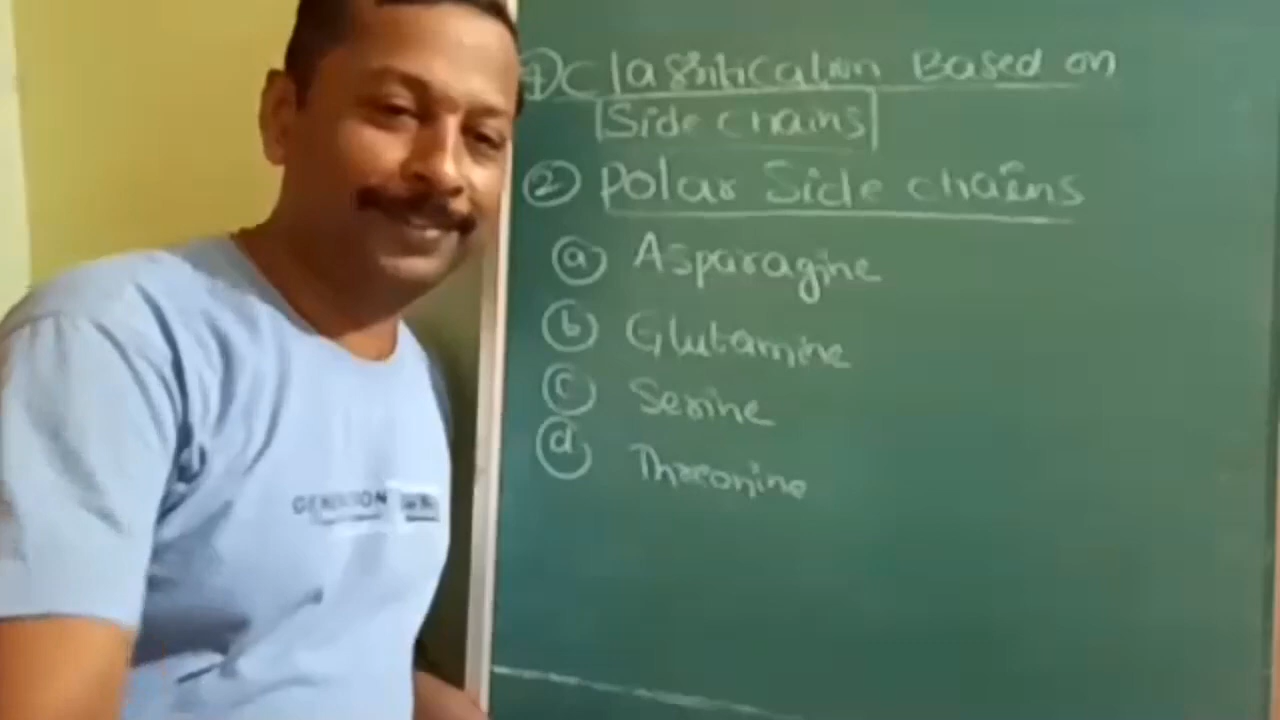 ① Classification Based on
Side chains
② Polar Side chains
ⓐ Asparagine
ⓑ Glutamine
ⓒ Serine
ⓓ Threonine